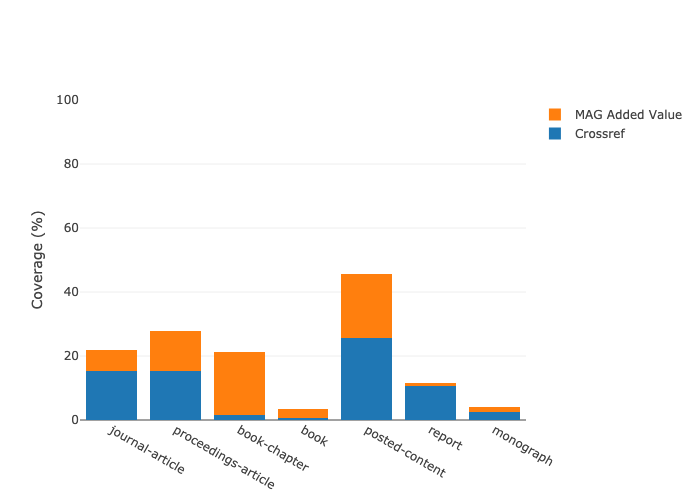 MAG Added Value
Crossref
Coverage (%)
100
80
60
40
20
0
journal-article
proceedings-article
book-chapter
book
posted-content
report
monograph